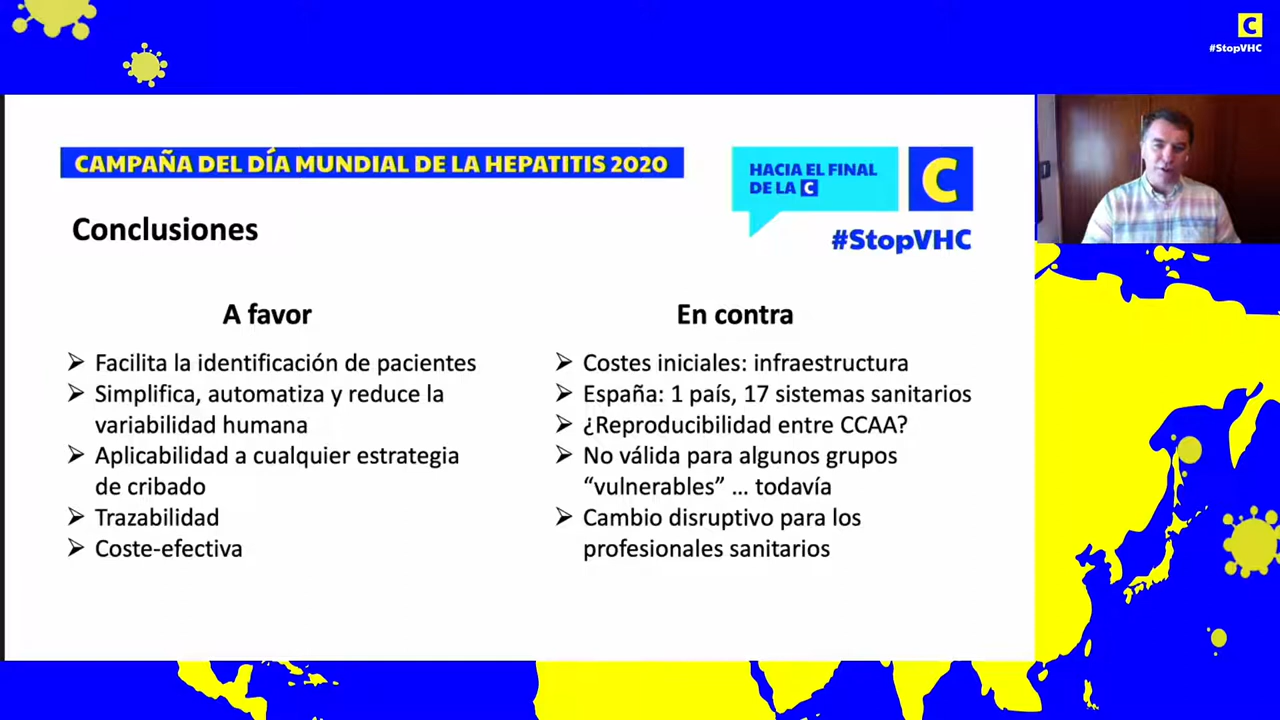 C
#StopVHC
CAMPAÑA DEL DÍA MUNDIAL DE LA HEPATITIS 2020
HACIA EL FINAL
DE LA C
C
#StopVHC
Conclusiones
A favor
➢ Facilita la identificación de pacientes
➢ Simplifica, automatiza y reduce la
variabilidad humana
➢ Aplicabilidad a cualquier estrategia
de cribado
➢ Trazabilidad
➢ Coste-efectiva
En contra
➢ Costes iniciales: infraestructura
➢ España: 1 país, 17 sistemas sanitarios
➢ ¿Reproducibilidad entre CCAA?
➢ No válida para algunos grupos
“vulnerables” … todavía
➢ Cambio disruptivo para los
profesionales sanitarios